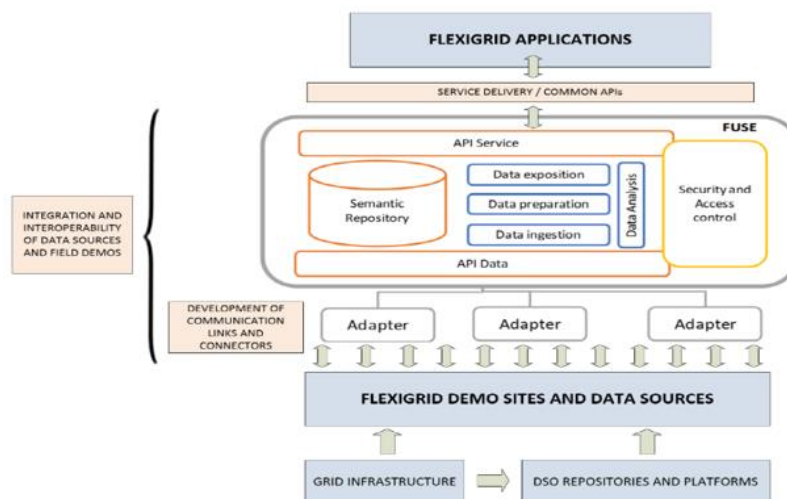 FLEXIGRID APPLICATIONS
SERVICE DELIVERY / COMMON APIs
FUSE
API Service
Semantic
Repository
Data exposition
Data preparation
Data ingestion
Data Analysis
Security and
Access
control
API Data
INTEGRATION AND
INTEROPERABILITY
OF DATA SOURCES
AND FIELD DEMOS
DEVELOPMENT OF
COMMUNICATION
LINKS AND
CONNECTORS
Adapter
Adapter
Adapter
FLEXIGRID DEMO SITES AND DATA SOURCES
GRID INFRASTRUCTURE
DSO REPOSITORIES AND PLATFORMS